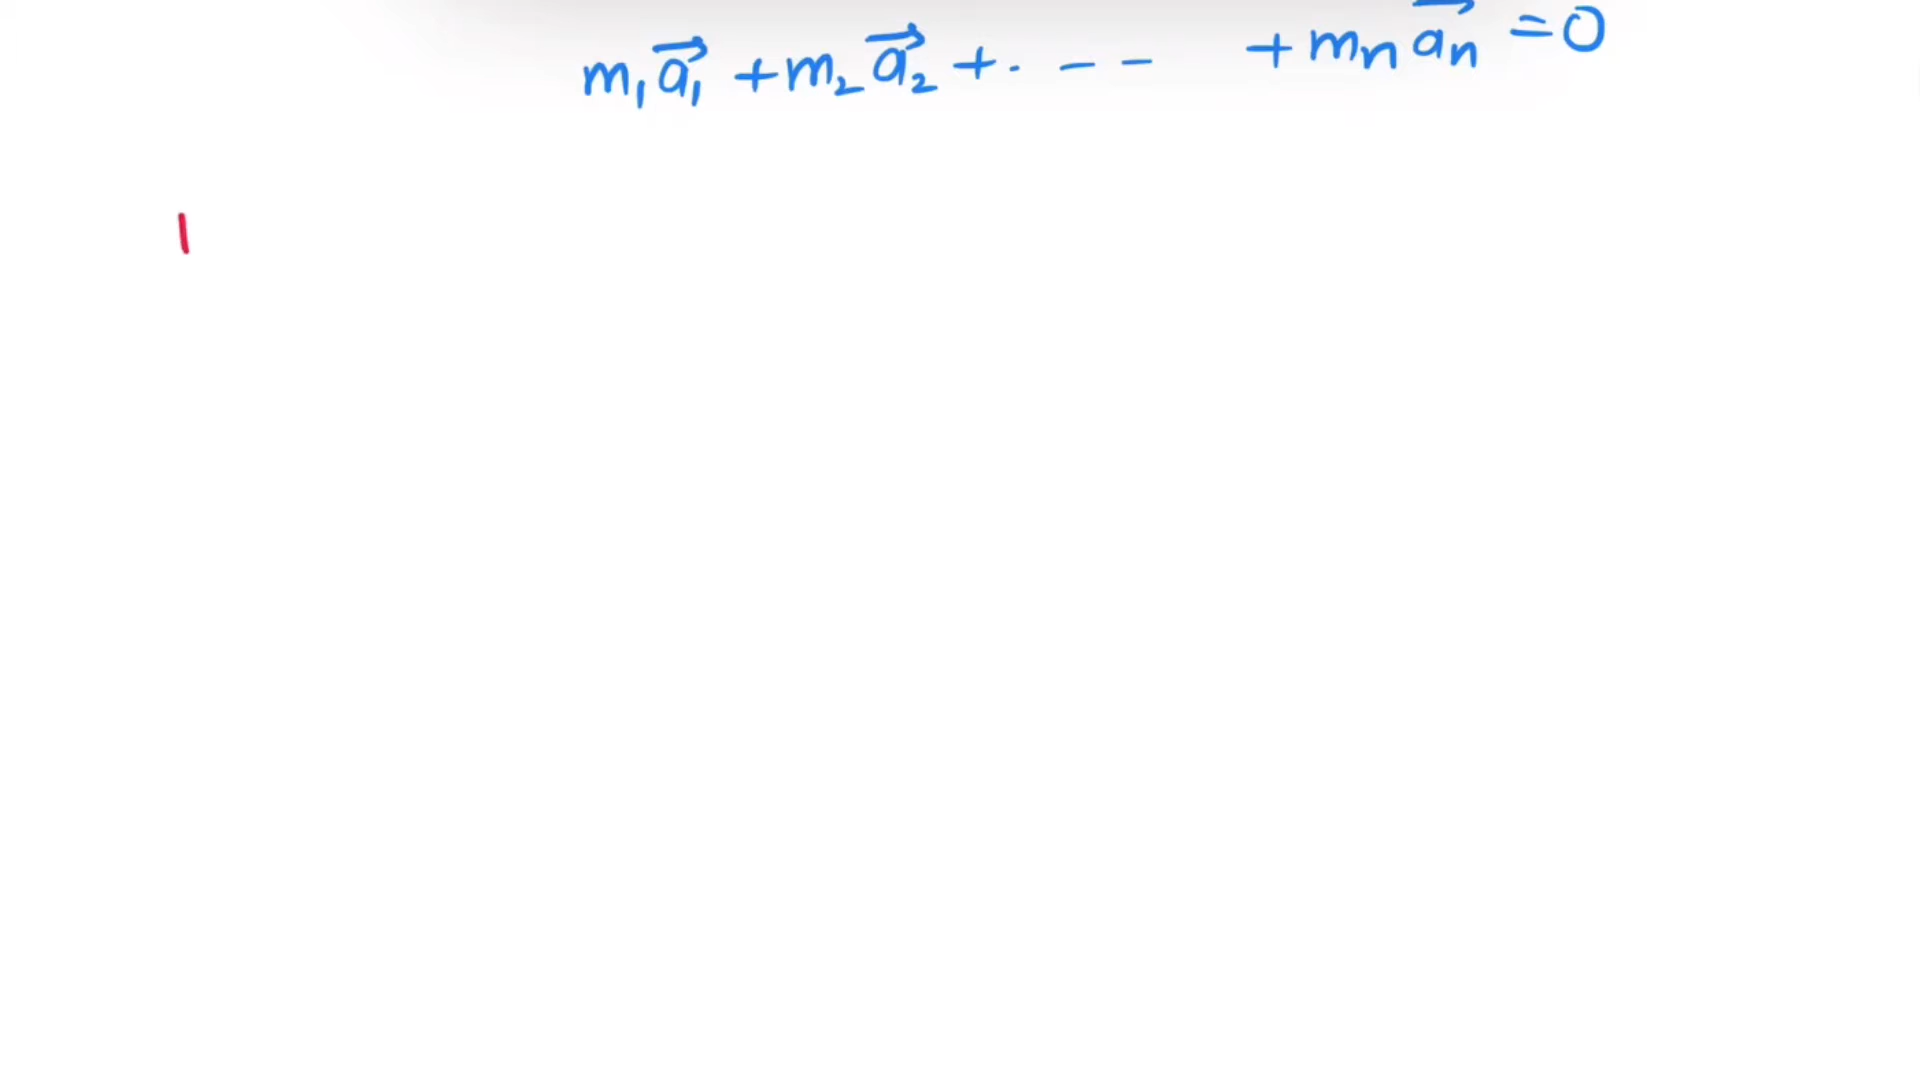 m₁a⃗₁ + m₂a⃗₂ + . - - + mₙa⃗ₙ = 0